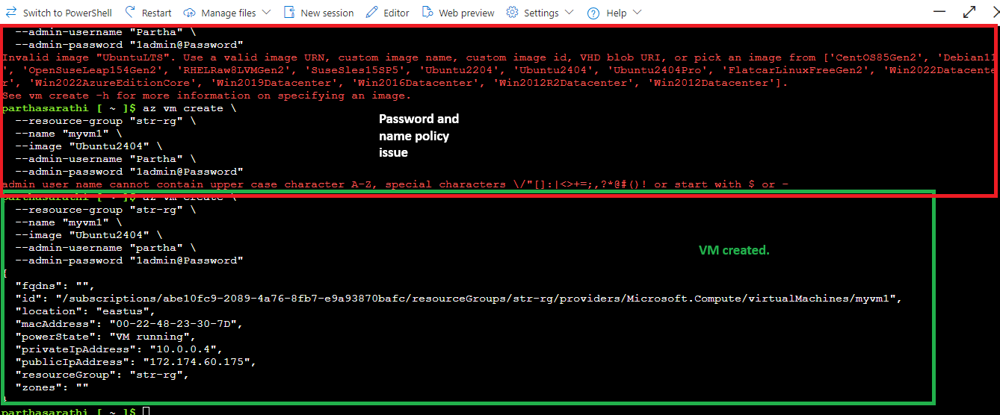 Switch to PowerShell Restart Manage files New session Editor Web preview Settings Help
--admin-username "Partha" \
--admin-password "1admin@Password"
Invalid image "UbuntuLTS". Use a valid image URN, custom image name, custom image id, VHD blob URI, or pick an image from ['CentOS85Gen2', 'Debian11
', 'OpenSuseLeap154Gen2', 'RHELRaw8LVMGen2', 'SuseSles15SP5', 'Ubuntu2204', 'Ubuntu2404', 'Ubuntu2404Pro', 'FlatcarLinuxFreeGen2', 'Win2022Datacente
r', 'Win2022AzureEditionCore', 'Win2019Datacenter', 'Win2016Datacenter', 'Win2012R2Datacenter', 'Win2012Datacenter'].
See vm create -h for more information on specifying an image.
parthasarathi [ ~ ]$ az vm create \
--resource-group "str-rg" \
--name "myvm1" \
--image "Ubuntu2404" \
--admin-username "Partha" \
--admin-password "1admin@Password"
Password and
name policy
issue
admin user name cannot contain upper case character A-Z, special characters \/"[]:|<>+=;,?*@#()! or start with $ or -
parthasarathi [ ~ ]$ az vm create \
--resource-group "str-rg" \
--name "myvm1" \
--image "Ubuntu2404" \
--admin-username "partha" \
--admin-password "1admin@Password"
VM created.
{
"fqdns": "",
"id": "/subscriptions/abe10fc9-2089-4a76-8fb7-e9a93870bafc/resourceGroups/str-rg/providers/Microsoft.Compute/virtualMachines/myvm1",
"location": "eastus",
"macAddress": "00-22-48-23-30-7D",
"powerState": "VM running",
"privateIpAddress": "10.0.0.4",
"publicIpAddress": "172.174.60.175",
"resourceGroup": "str-rg",
"zones": ""
}
parthasarathi [ ~ ]$